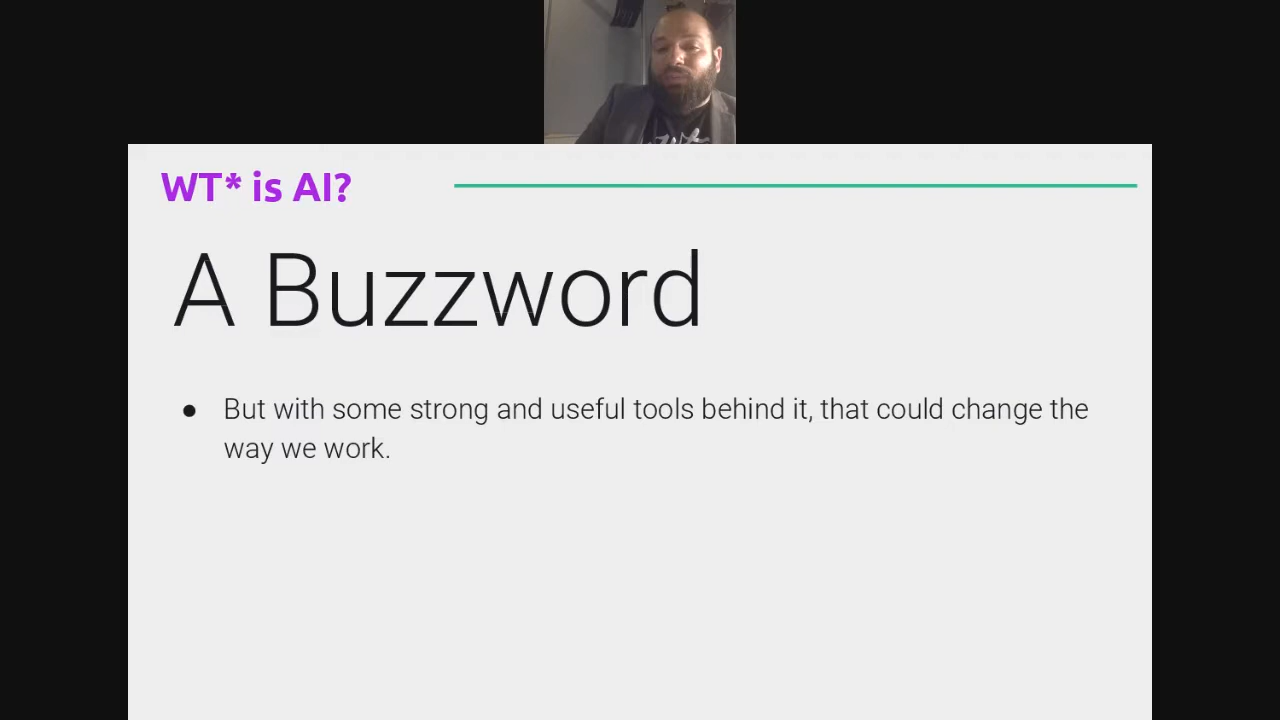 WT* is AI?
A Buzzword
● But with some strong and useful tools behind it, that could change the
way we work.